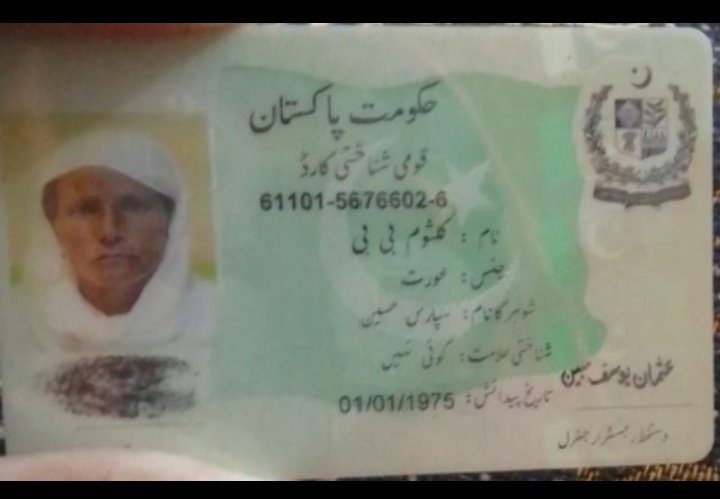 حکومت پاکستان
قومی شناختی کارڈ
61101-5676602-6
نام : کلثوم بی بی
جنس: عورت
شوہر کا نام: سپارس حسین
شناختی علامت: کوئی نہیں
تاریخ پیدائش: 01/01/1975
عثمان یوسف مبین
دستخط رجسٹرار جنرل